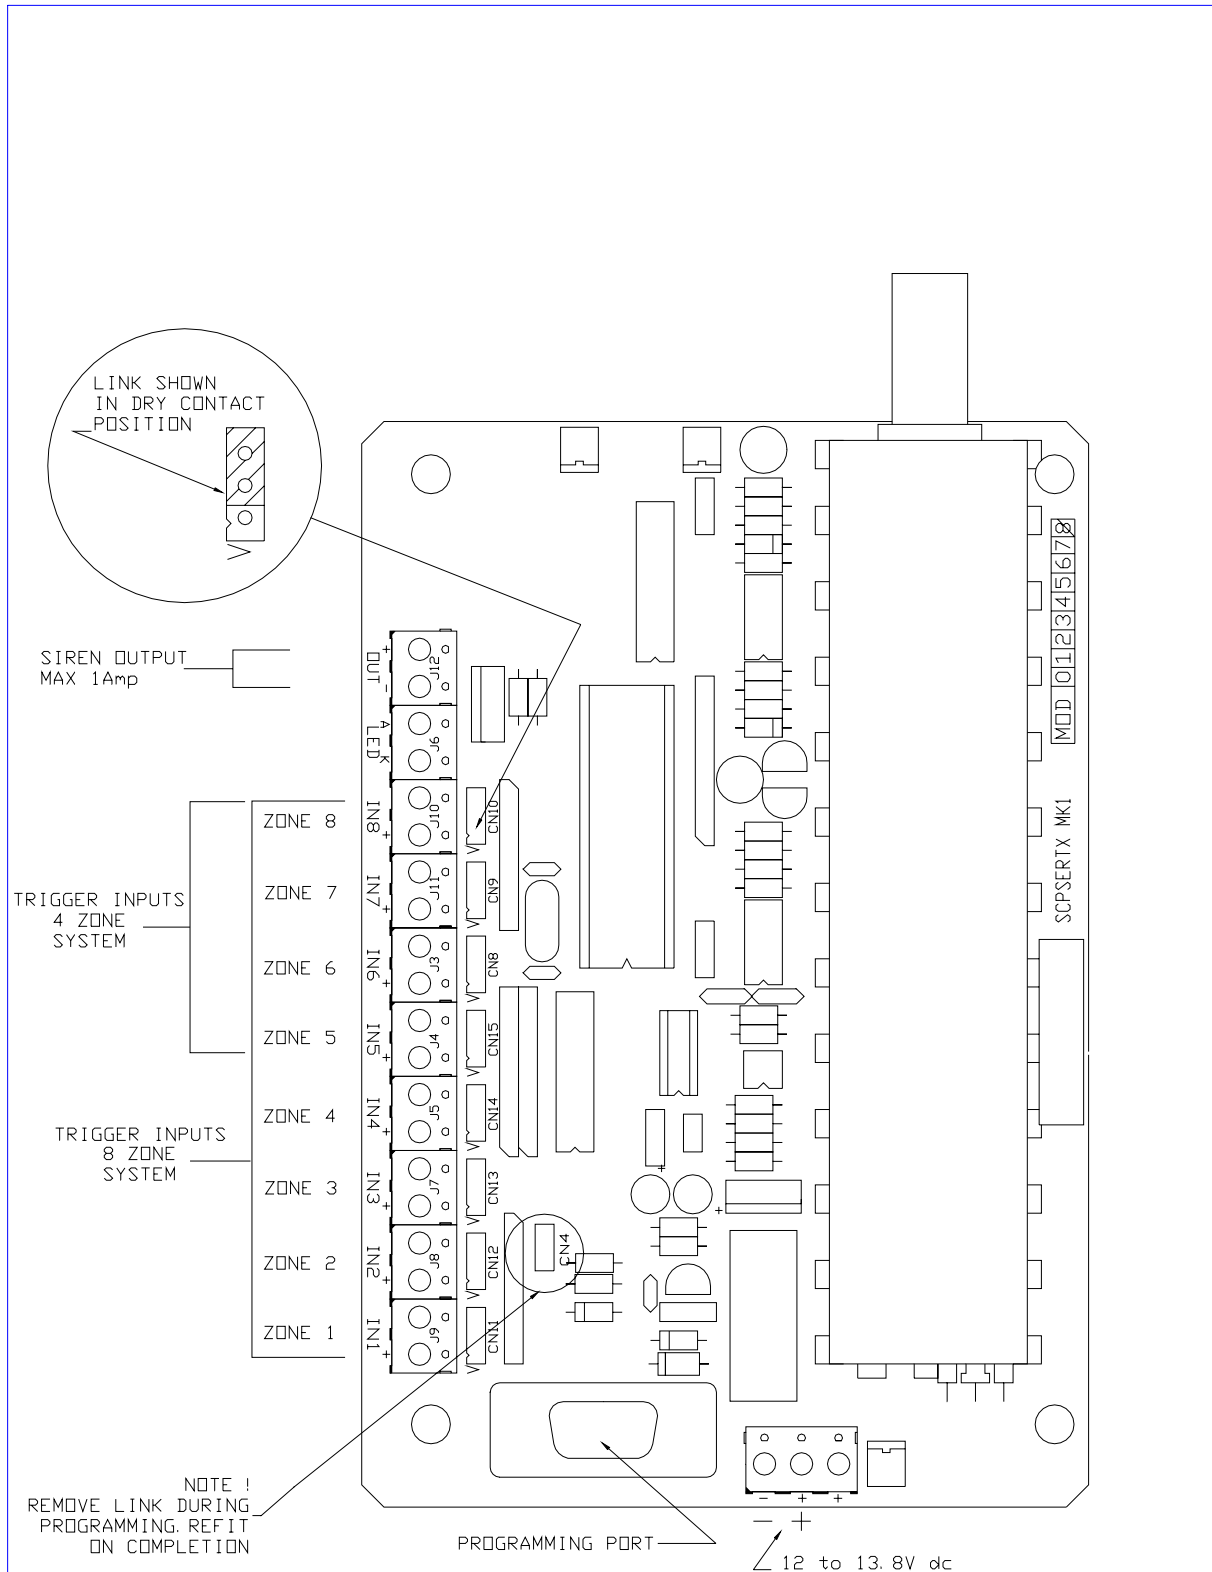 LINK SHOWN
IN DRY CONTACT
POSITION
V
SIREN OUTPUT
MAX 1Amp
+ OUT -
J12
A LED K
J6
TRIGGER INPUTS
4 ZONE
SYSTEM
ZONE 8
IN8 +
J10
CN10
V
ZONE 7
IN7 +
J11
CN9
V
ZONE 6
IN6 +
J3
CN8
V
ZONE 5
IN5 +
J4
CN15
V
TRIGGER INPUTS
8 ZONE
SYSTEM
ZONE 4
IN4 +
J5
CN14
V
ZONE 3
IN3 +
J7
CN13
V
ZONE 2
IN2 +
J8
CN12
V
ZONE 1
IN1 +
J9
CN11
V
CN4
+
+
MOD 0 1 2 3 4 5 6 7 8
SCPSERTX MK1
NOTE !
REMOVE LINK DURING
PROGRAMMING. REFIT
ON COMPLETION
PROGRAMMING PORT
- + +
- +
12 to 13.8V dc